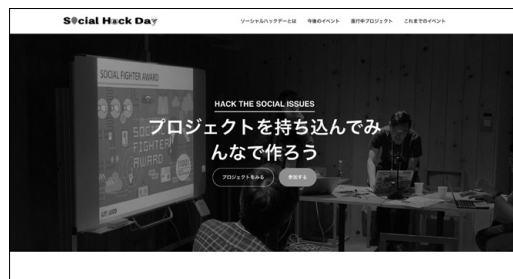 Social Hack Day
ソーシャルハックデーとは 今後のイベント 進行中プロジェクト これまでのイベント
SOCIAL FIGHTER AWARD
SOCIAL
FIGHTER
AWARD
HACK THE SOCIAL ISSUES
プロジェクトを持ち込んでみ
んなで作ろう
プロジェクトをみる 参加する